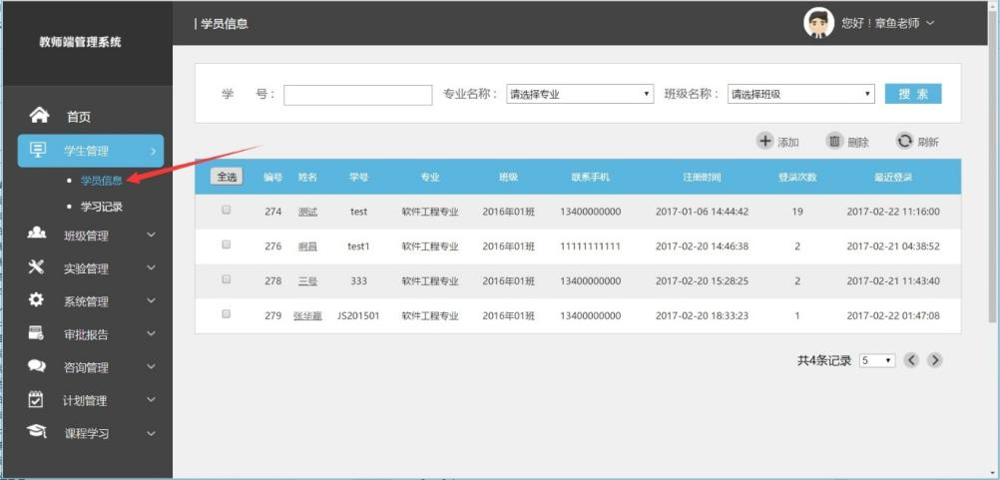 教师端管理系统
学员信息
您好！章鱼老师
首页
学生管理
学员信息
学习记录
班级管理
实验管理
系统管理
审批报告
咨询管理
计划管理
课程学习
学 号： 专业名称： 请选择专业 班级名称： 请选择班级 搜 索
添加 删除 刷新
全选 编号 姓名 学号 专业 班级 联系手机 注册时间 登录次数 最近登录
274 测试 test 软件工程专业 2016年01班 13400000000 2017-01-06 14:44:42 19 2017-02-22 11:16:00
276 啊昌 test1 软件工程专业 2016年01班 11111111111 2017-02-20 14:46:38 2 2017-02-21 04:38:52
278 三号 333 软件工程专业 2016年01班 13400000000 2017-02-20 15:28:25 2 2017-02-21 11:43:40
279 张华赢 JS201501 软件工程专业 2016年01班 13400000000 2017-02-20 18:33:23 1 2017-02-22 01:47:08
共4条记录 5